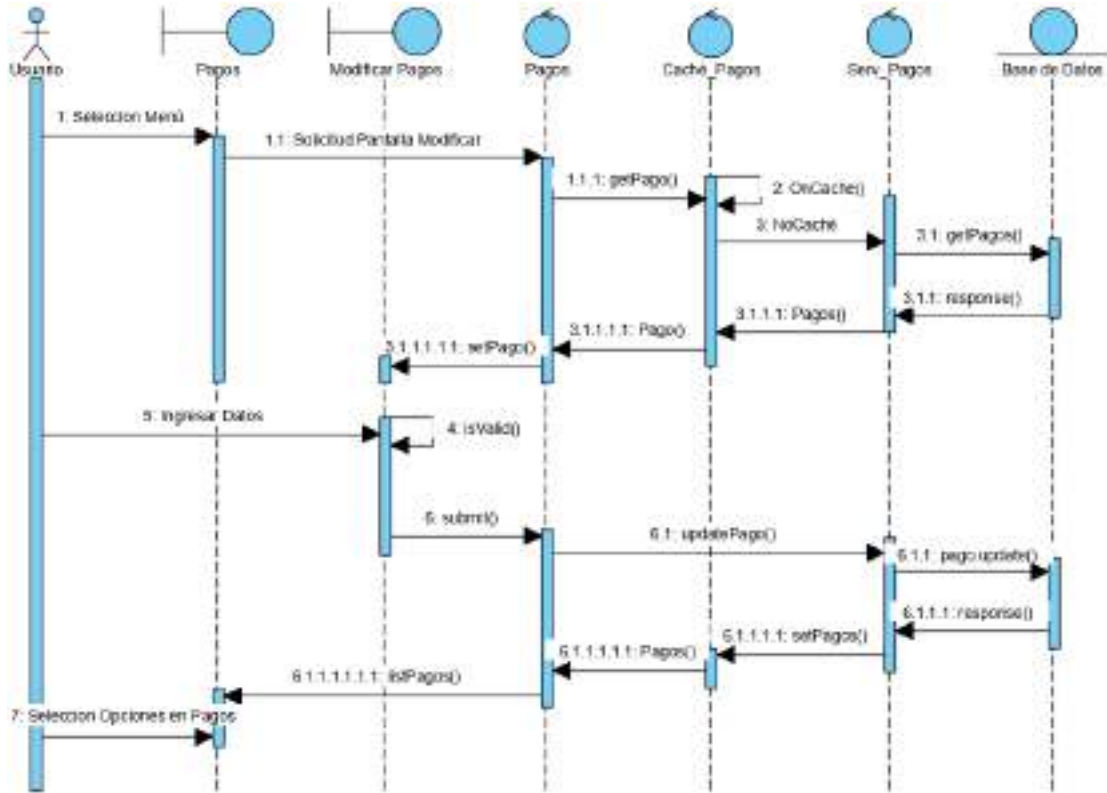 Usuario
Pagos
Modificar Pagos
Pagos
Cache_Pagos
Serv_Pagos
Base de Datos
1: Seleccion Menú
1.1: Solicitud Pantalla Modificar
1.1.1: getPago()
2: OnCache()
3: NoCache
3.1: getPagos()
3.1.1: response()
3.1.1.1: Pagos()
3.1.1.1.1: Pago()
3.1.1.1.1.1: setPago()
5: Ingresar Datos
4: isValid()
6: submit()
6.1: updatePago()
6.1.1: pago.update()
6.1.1.1: response()
6.1.1.1.1: setPagos()
6.1.1.1.1.1: Pagos()
6.1.1.1.1.1.1: listPagos()
7: Seleccion Opciones en Pagos